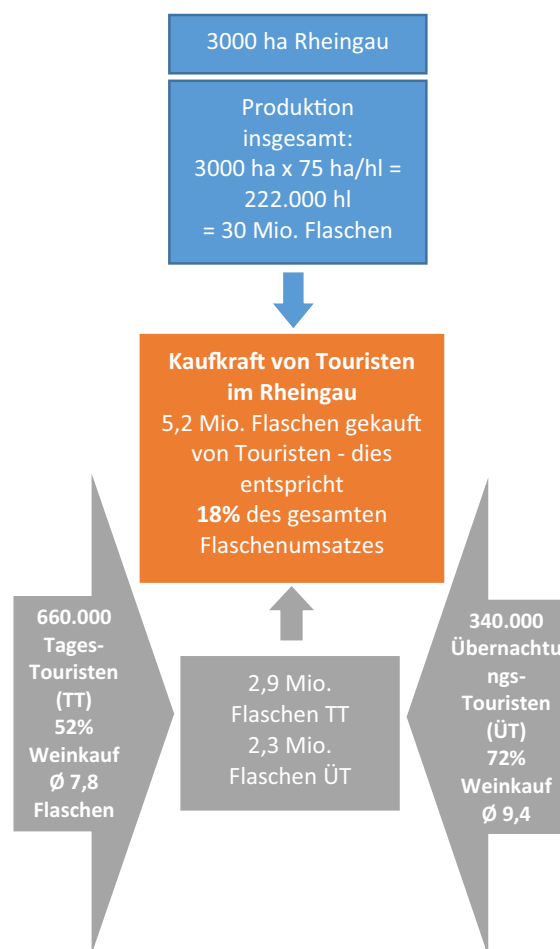 3000 ha Rheingau
Produktion
insgesamt:
3000 ha x 75 ha/hl =
222.000 hl
= 30 Mio. Flaschen
Kaufkraft von Touristen
im Rheingau
5,2 Mio. Flaschen gekauft
von Touristen - dies
entspricht
18% des gesamten
Flaschenumsatzes
660.000
Tages-
Touristen
(TT)
52%
Weinkauf
Ø 7,8
Flaschen
2,9 Mio.
Flaschen TT
2,3 Mio.
Flaschen ÜT
340.000
Übernachtu
ngs-
Touristen
(ÜT)
72%
Weinkauf
Ø 9,4